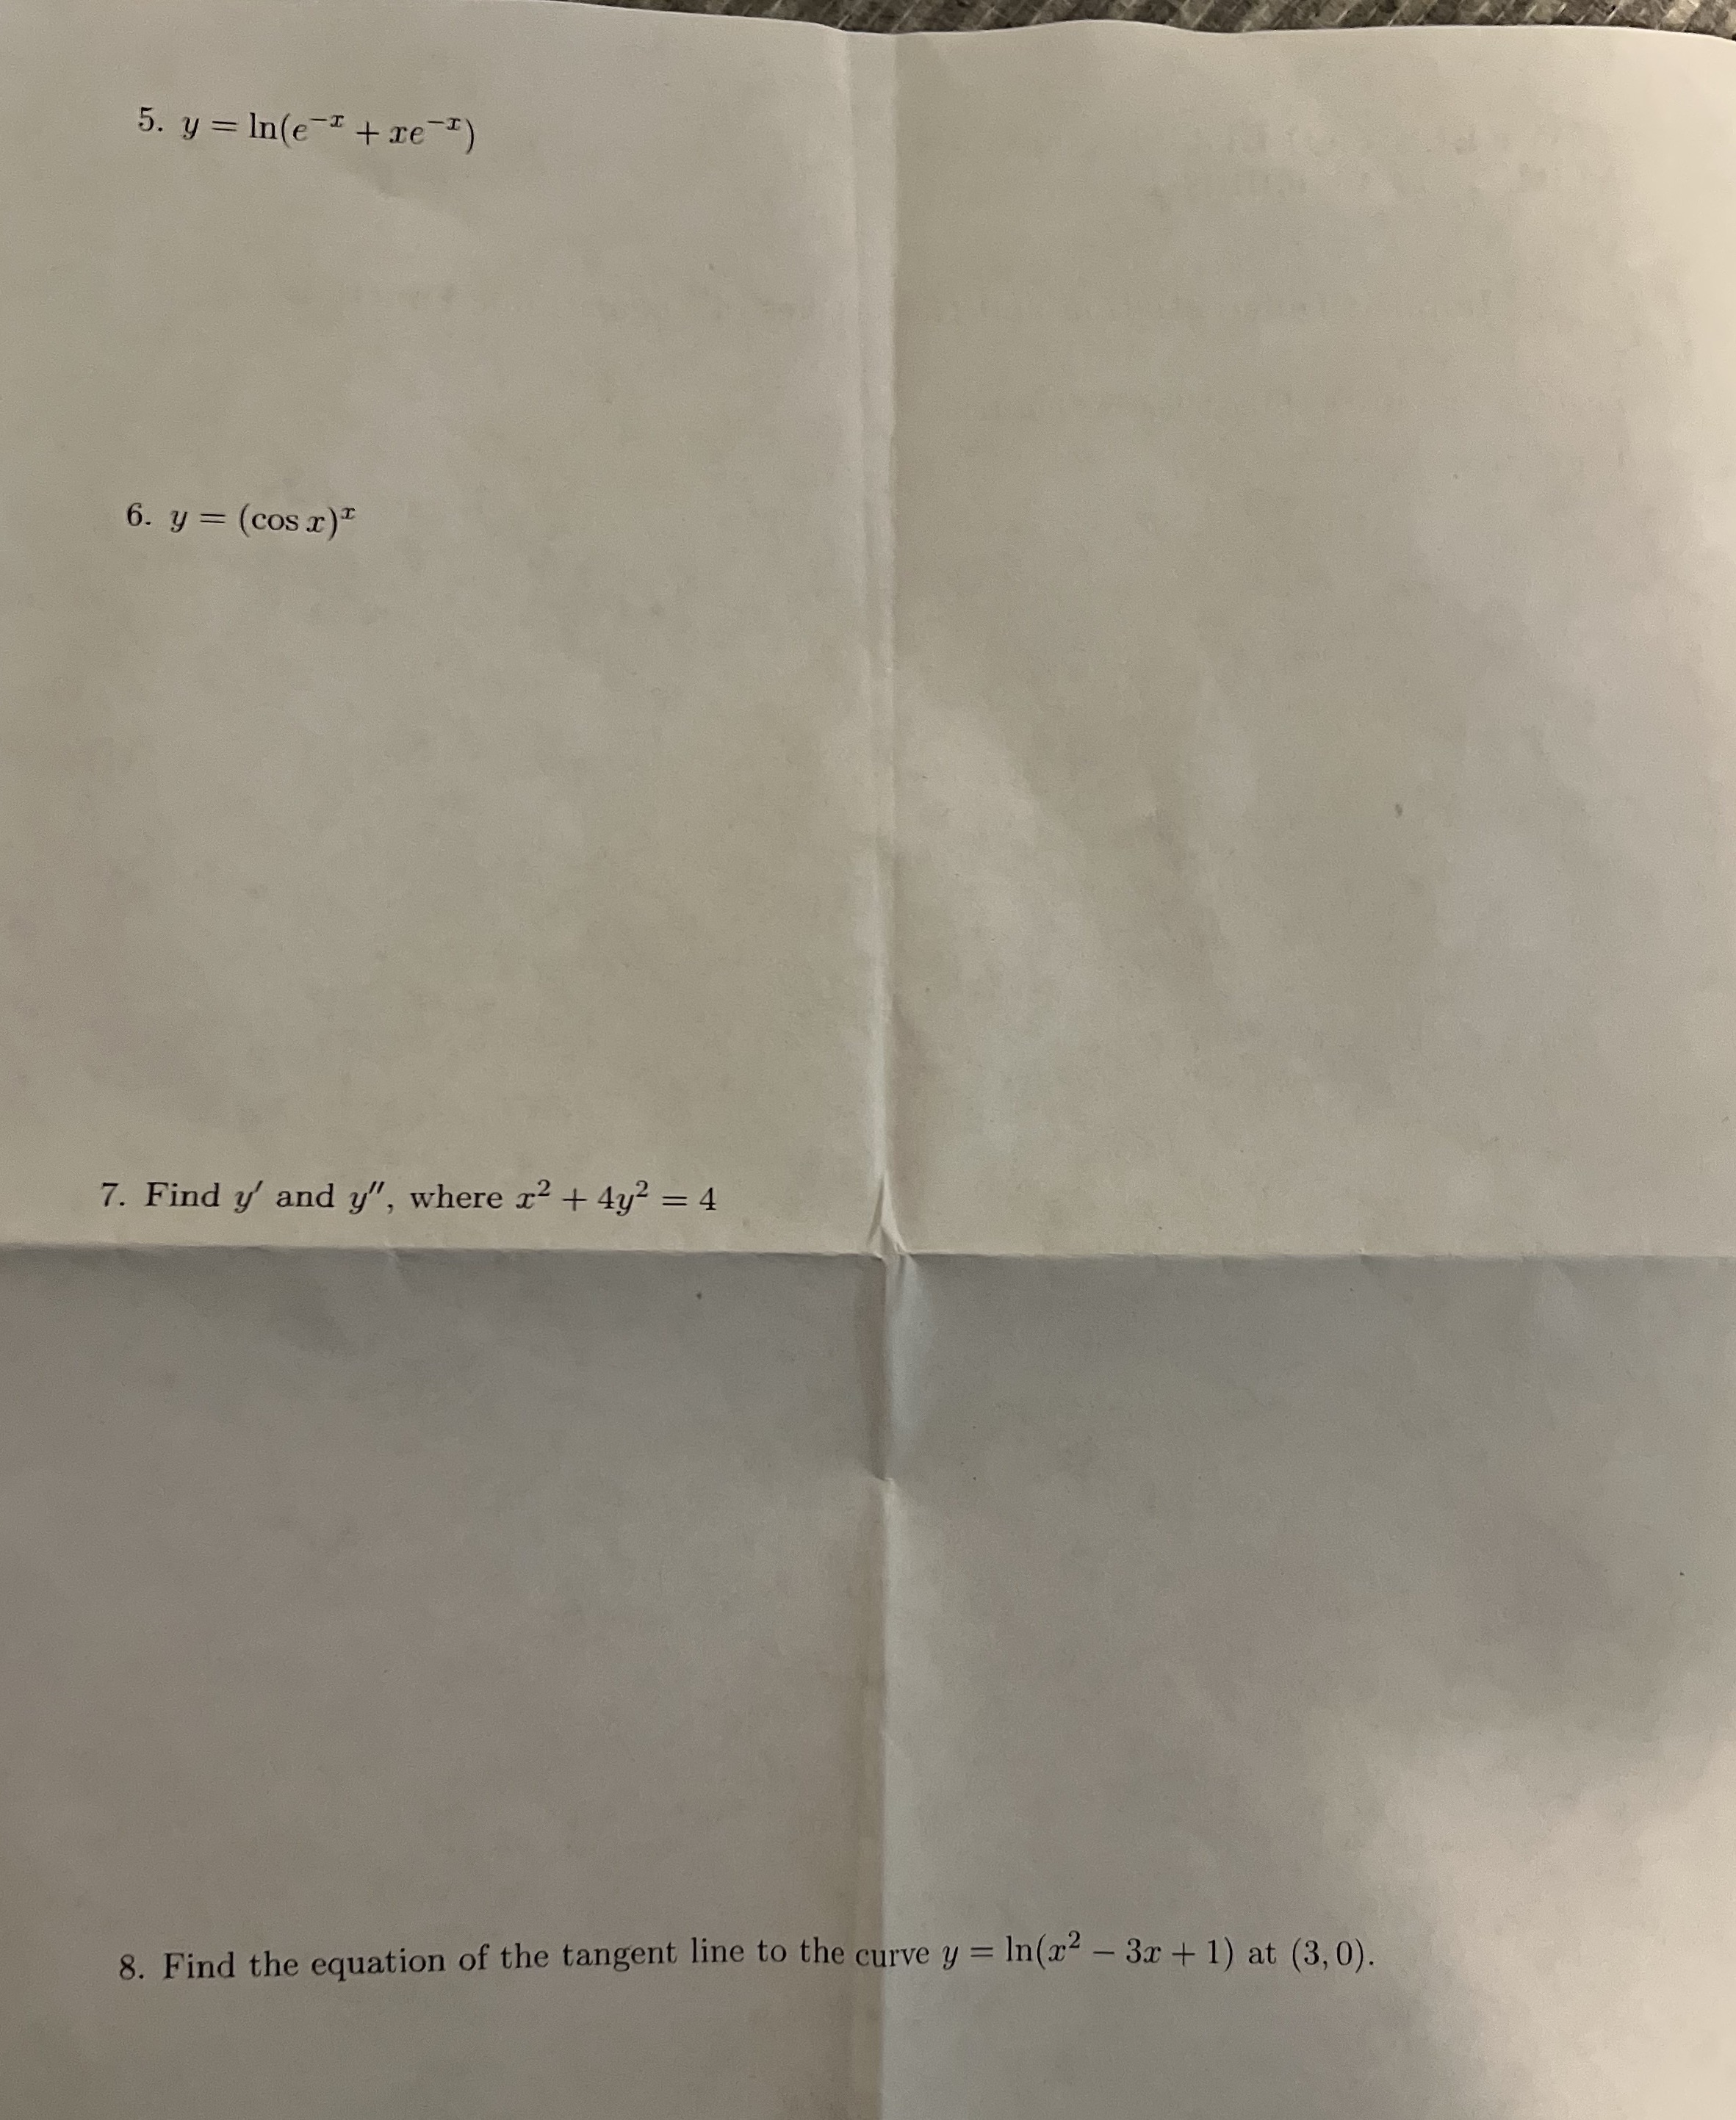 5. y = ln(e⁻ˣ + xe⁻ˣ)
6. y = (cos x)ˣ
7. Find y′ and y″, where x² + 4y² = 4
8. Find the equation of the tangent line to the curve y = ln(x² − 3x + 1) at (3, 0).